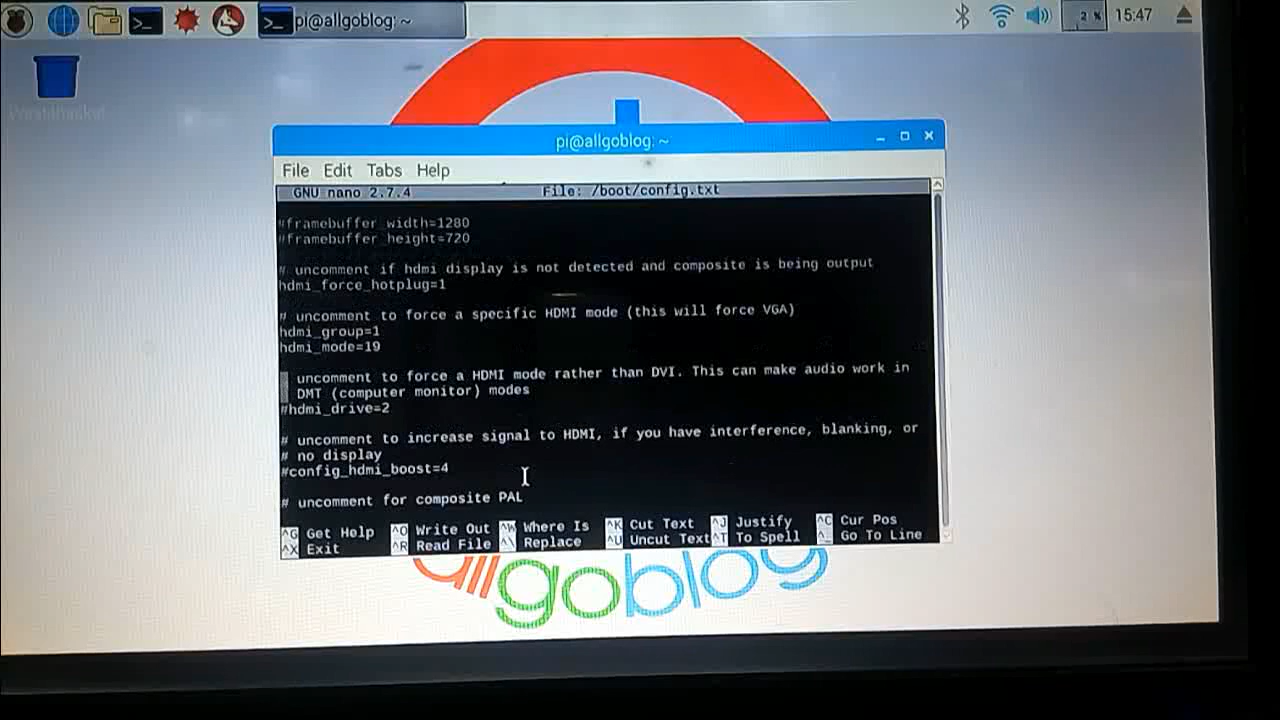 pi@allgoblog: ~
2 %
15:47
Wastebasket
pi@allgoblog: ~
File Edit Tabs Help
GNU nano 2.7.4 File: /boot/config.txt
#framebuffer_width=1280
#framebuffer_height=720
# uncomment if hdmi display is not detected and composite is being output
hdmi_force_hotplug=1
# uncomment to force a specific HDMI mode (this will force VGA)
hdmi_group=1
hdmi_mode=19
uncomment to force a HDMI mode rather than DVI. This can make audio work in
DMT (computer monitor) modes
#hdmi_drive=2
# uncomment to increase signal to HDMI, if you have interference, blanking, or
# no display
#config_hdmi_boost=4
# uncomment for composite PAL
^G Get Help ^O Write Out ^W Where Is ^K Cut Text ^J Justify ^C Cur Pos
^X Exit ^R Read File ^\ Replace ^U Uncut Text ^T To Spell ^_ Go To Line
allgoblog